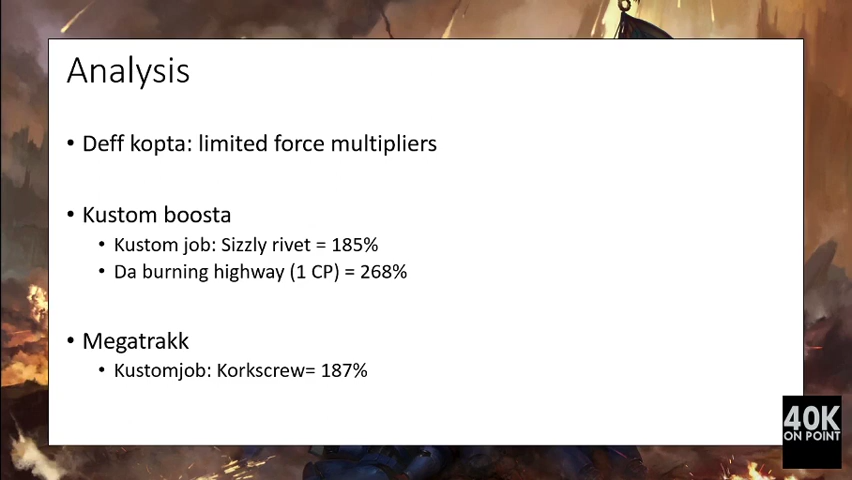 Analysis
• Deff kopta: limited force multipliers
• Kustom boosta
• Kustom job: Sizzly rivet = 185%
• Da burning highway (1 CP) = 268%
• Megatrakk
• Kustomjob: Korkscrew= 187%
40K
ON POINT